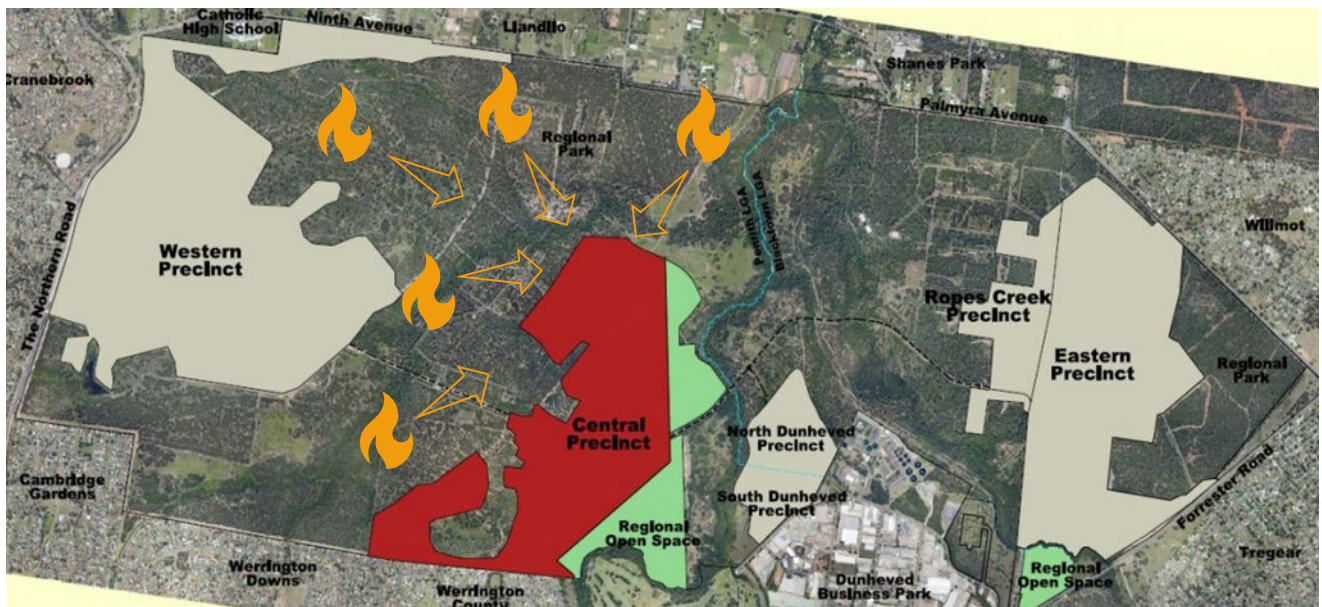 Catholic
High School
Ninth Avenue
Llandilo
Cranebrook
Shanes Park
Palmyra Avenue
Regional
Park
Penrith LGA
Blacktown LGA
Willmot
The Northern Road
Western
Precinct
Ropes Creek
Precinct
Eastern
Precinct
Regional
Park
Central
Precinct
North Dunheved
Precinct
South Dunheved
Precinct
Cambridge
Gardens
Forrester Road
Regional
Open Space
Tregear
Werrington
Downs
Werrington
County
Dunheved
Business Park
Regional
Open Space